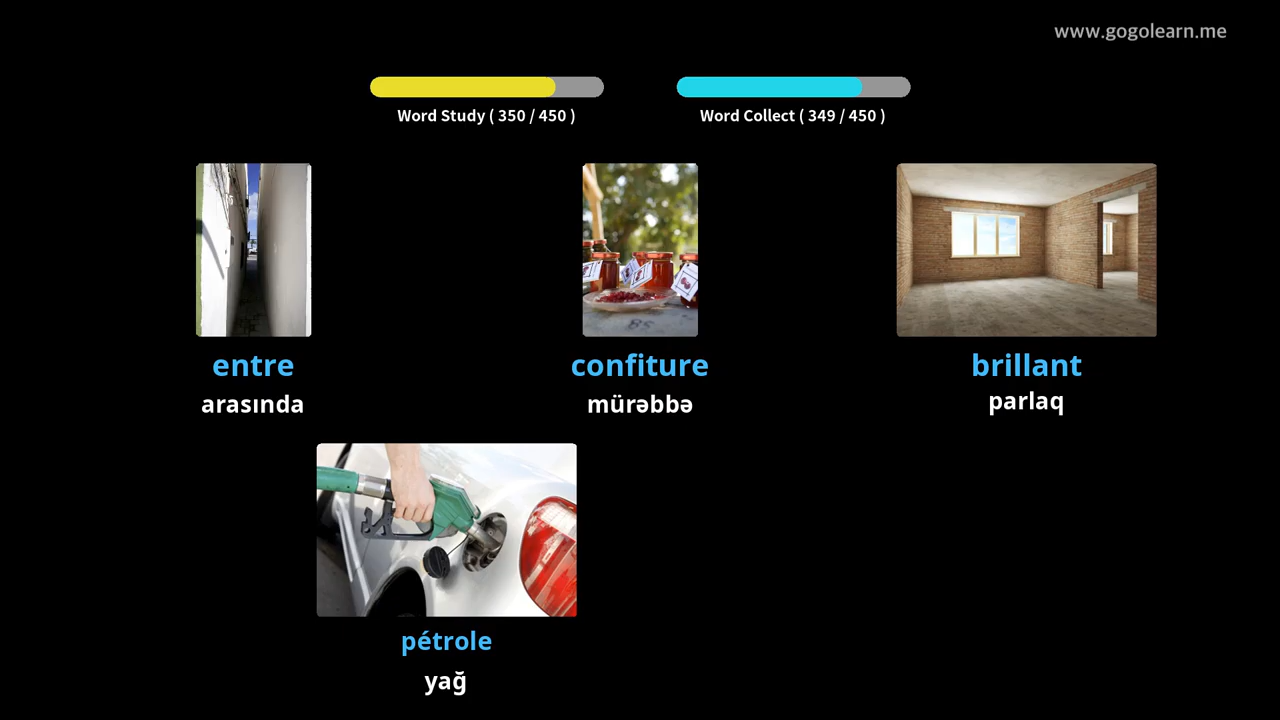 www.gogolearn.me
Word Study ( 350 / 450 )
Word Collect ( 349 / 450 )
entre
arasında
confiture
mürəbbə
brillant
parlaq
pétrole
yağ